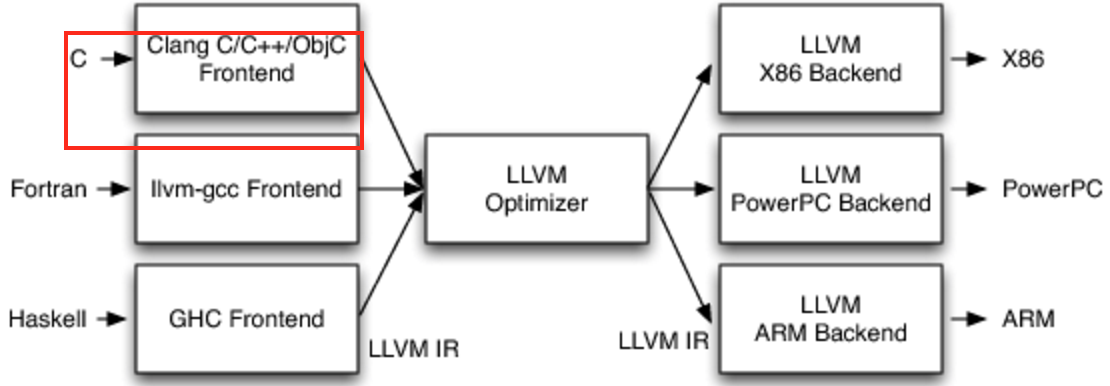 C
Clang C/C++/ObjC
Frontend
LLVM
X86 Backend
X86
Fortran
llvm-gcc Frontend
LLVM
Optimizer
LLVM
PowerPC Backend
PowerPC
Haskell
GHC Frontend
LLVM IR
LLVM IR
LLVM
ARM Backend
ARM